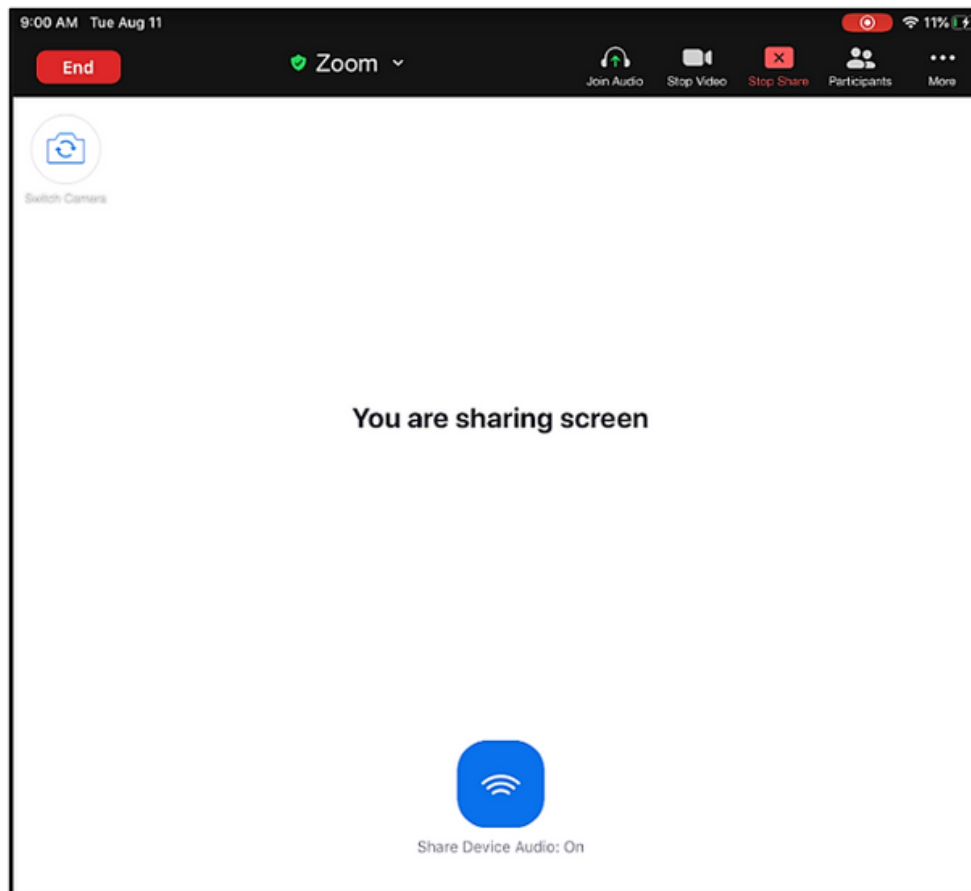 9:00 AM Tue Aug 11 11%
End Zoom Join Audio Stop Video Stop Share Participants More
Switch Camera
You are sharing screen
Share Device Audio: On